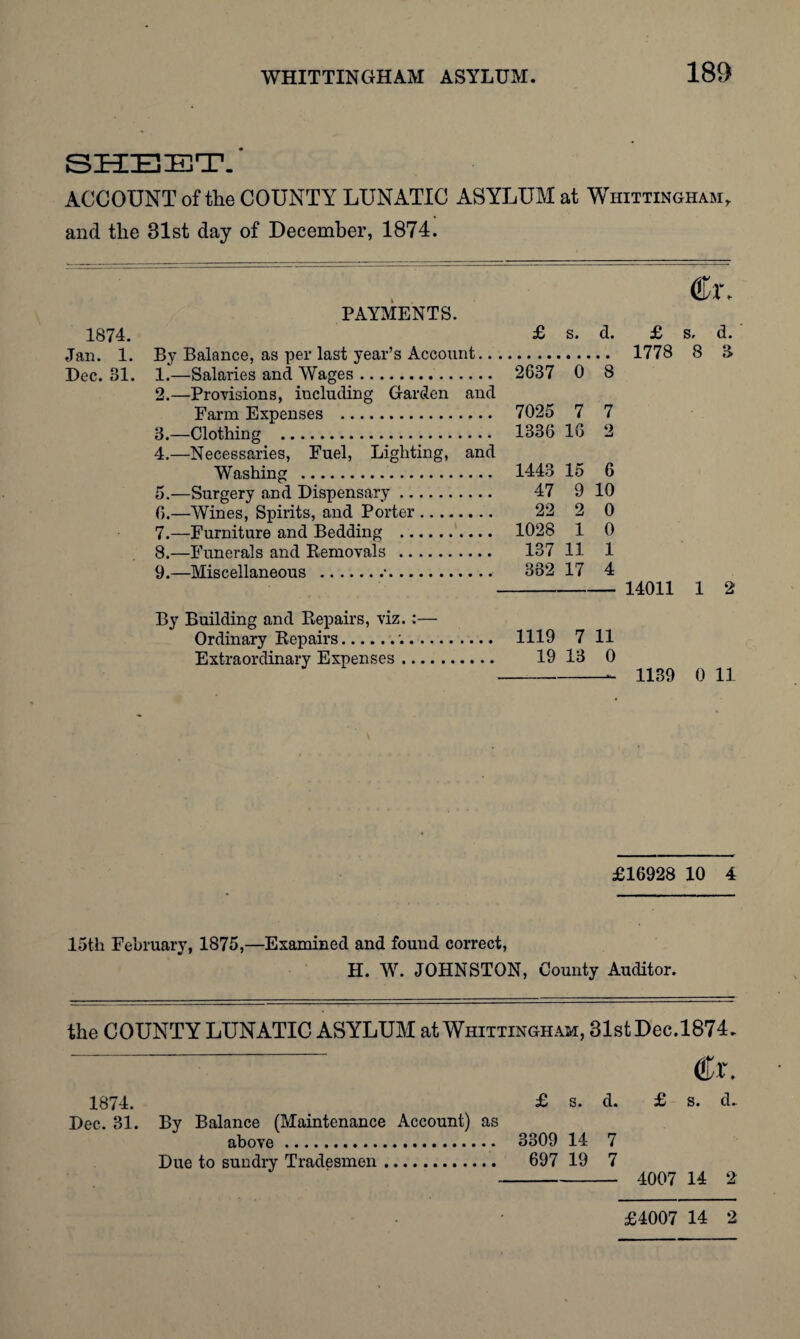 WHITTINGHAM ASYLUM. 189
SHEET.
ACCOUNT of the COUNTY LUNATIC ASYLUM at WHITTINGHAM,
and the 31st day of December, 1874.
Cr.
PAYMENTS.
1874. £ s. d. £ s. d.
Jan. 1. By Balance, as per last year's Account........... 1778 8 3
Dec. 31. 1.—Salaries and Wages............... 2637 0 8
2.—Provisions, including Garden and
Farm Expenses .................. 7025 7 7
3.—Clothing ........................ 1336 16 2
4.—Necessaries, Fuel, Lighting, and
Washing ...................... 1443 15 6
5.—Surgery and Dispensary........... 47 9 10
6.—Wines, Spirits, and Porter........ 22 2 0
7.—Furniture and Bedding ........... 1028 1 0
8.—Funerals and Removals ........... 137 11 1
9.—Miscellaneous .................... 382 17 4
14011 1 2
By Building and Repairs, viz. :—
Ordinary Repairs................. 1119 7 11
Extraordinary Expenses........... 19 13 0
1139 0 11
£16928 10 4
15th February, 1875,—Examined and found correct,
H. W. JOHNSTON, County Auditor.
the COUNTY LUNATIC ASYLUM at WHITTINGHAM, 31st Dec. 1874.
Cr.
1874. £ s. d. £ s. d.
Dec. 31. By Balance (Maintenance Account) as
above ......................... 3309 14 7
Due to sundry Tradesmen............. 697 19 7
4007 14 2
£4007 14 2